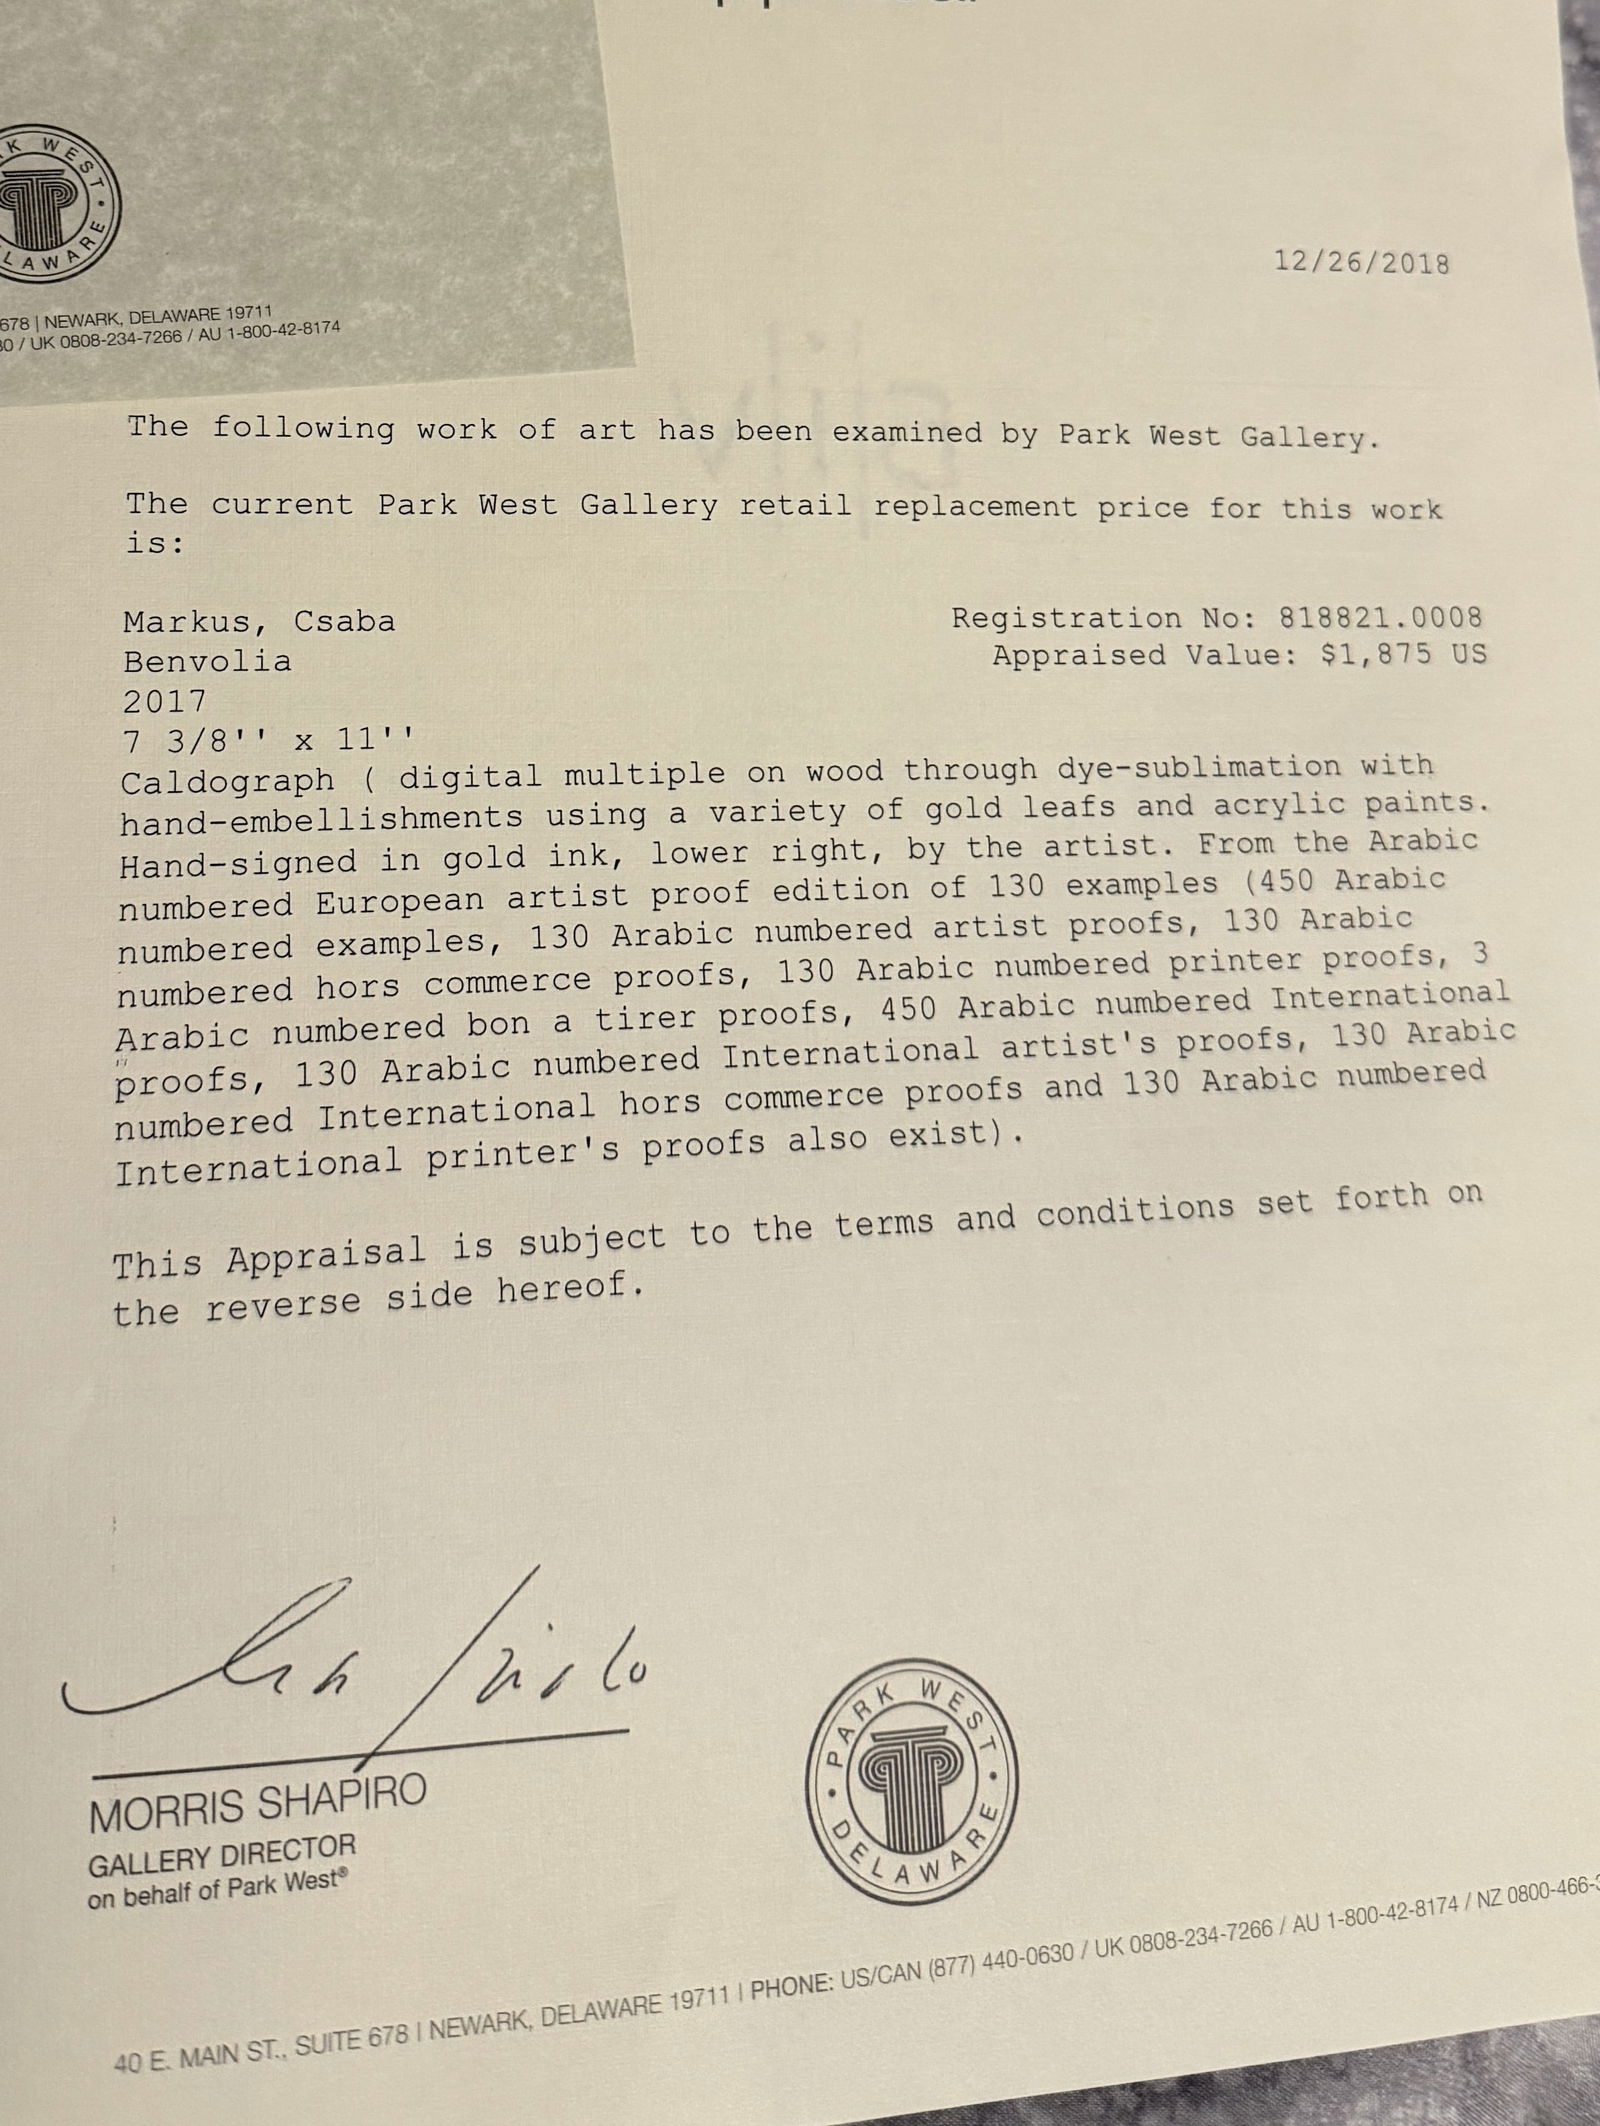 RK WEST • LAWARE
678 | NEWARK, DELAWARE 19711
30 / UK 0808-234-7266 / AU 1-800-42-8174
12/26/2018
The following work of art has been examined by Park West Gallery.
The current Park West Gallery retail replacement price for this work
is:
Markus, Csaba
Registration No: 818821.0008
Benvolia
Appraised Value: $1,875 US
2017
7 3/8'' x 11''
Caldograph ( digital multiple on wood through dye-sublimation with
hand-embellishments using a variety of gold leafs and acrylic paints.
Hand-signed in gold ink, lower right, by the artist. From the Arabic
numbered European artist proof edition of 130 examples (450 Arabic
numbered examples, 130 Arabic numbered artist proofs, 130 Arabic
numbered hors commerce proofs, 130 Arabic numbered printer proofs, 3
Arabic numbered bon a tirer proofs, 450 Arabic numbered International
proofs, 130 Arabic numbered International artist's proofs, 130 Arabic
numbered International hors commerce proofs and 130 Arabic numbered
International printer's proofs also exist).
This Appraisal is subject to the terms and conditions set forth on
the reverse side hereof.
MORRIS SHAPIRO
GALLERY DIRECTOR
on behalf of Park West®
• PARK WEST • DELAWARE
40 E. MAIN ST., SUITE 678 | NEWARK, DELAWARE 19711 | PHONE: US/CAN (877) 440-0630 / UK 0808-234-7266 / AU 1-800-42-8174 / NZ 0800-466-